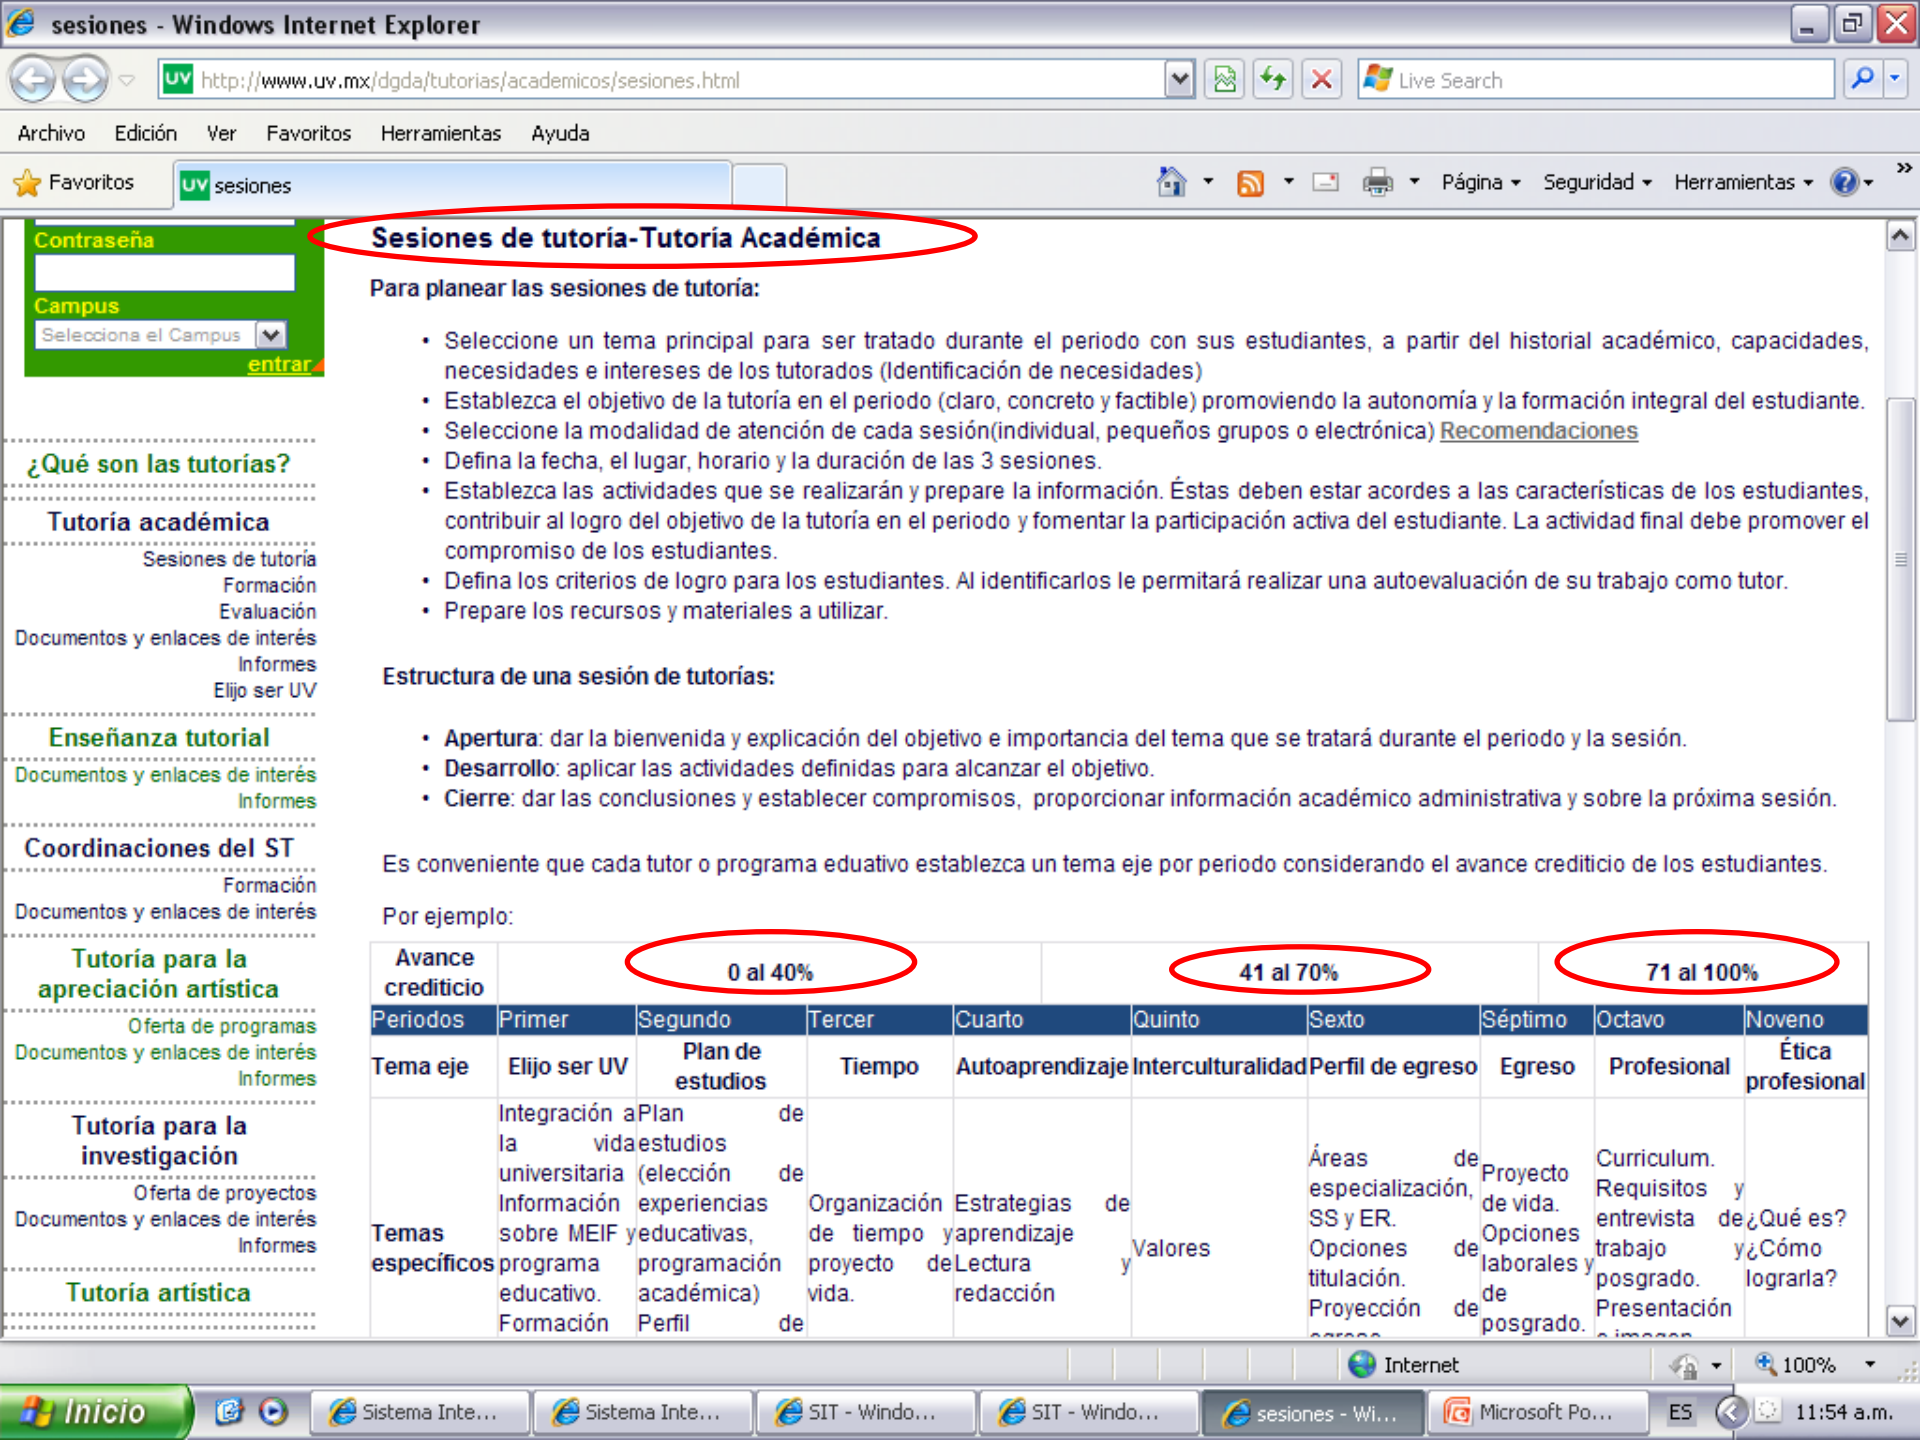 sesiones - Windows Internet Explorer
http://www.uv.mx/dgda/tutorias/academicos/sesiones.html
Live Search
Archivo Edición Ver Favoritos Herramientas Ayuda
Favoritos
UV sesiones
Página Seguridad Herramientas
Contraseña
Campus
Selecciona el Campus
entrar
¿Qué son las tutorías?
Tutoría académica
Sesiones de tutoría
Formación
Evaluación
Documentos y enlaces de interés
Informes
Elijo ser UV
Enseñanza tutorial
Documentos y enlaces de interés
Informes
Coordinaciones del ST
Formación
Documentos y enlaces de interés
Tutoría para la
apreciación artística
Oferta de programas
Documentos y enlaces de interés
Informes
Tutoría para la
investigación
Oferta de proyectos
Documentos y enlaces de interés
Informes
Tutoría artística
Sesiones de tutoría-Tutoría Académica
Para planear las sesiones de tutoría:
• Seleccione un tema principal para ser tratado durante el periodo con sus estudiantes, a partir del historial académico, capacidades,
necesidades e intereses de los tutorados (Identificación de necesidades)
• Establezca el objetivo de la tutoría en el periodo (claro, concreto y factible) promoviendo la autonomía y la formación integral del estudiante.
• Seleccione la modalidad de atención de cada sesión(individual, pequeños grupos o electrónica) Recomendaciones
• Defina la fecha, el lugar, horario y la duración de las 3 sesiones.
• Establezca las actividades que se realizarán y prepare la información. Éstas deben estar acordes a las características de los estudiantes,
contribuir al logro del objetivo de la tutoría en el periodo y fomentar la participación activa del estudiante. La actividad final debe promover el
compromiso de los estudiantes.
• Defina los criterios de logro para los estudiantes. Al identificarlos le permitará realizar una autoevaluación de su trabajo como tutor.
• Prepare los recursos y materiales a utilizar.
Estructura de una sesión de tutorías:
• Apertura: dar la bienvenida y explicación del objetivo e importancia del tema que se tratará durante el periodo y la sesión.
• Desarrollo: aplicar las actividades definidas para alcanzar el objetivo.
• Cierre: dar las conclusiones y establecer compromisos, proporcionar información académico administrativa y sobre la próxima sesión.
Es conveniente que cada tutor o programa eduativo establezca un tema eje por periodo considerando el avance crediticio de los estudiantes.
Por ejemplo:
Avance
crediticio
0 al 40%
41 al 70%
71 al 100%
Periodos Primer Segundo Tercer Cuarto Quinto Sexto Séptimo Octavo Noveno
Tema eje
Elijo ser UV
Plan de
estudios
Tiempo
Autoaprendizaje
Interculturalidad
Perfil de egreso
Egreso
Profesional
Ética
profesional
Temas
específicos
Integración a
la vida
universitaria
Información
sobre MEIF y
programa
educativo.
Formación
Plan de
estudios
(elección de
experiencias
educativas,
programación
académica)
Perfil de
Organización
de tiempo y
proyecto de
vida.
Estrategias de
aprendizaje
Lectura y
redacción
Valores
Áreas de
especialización,
SS y ER.
Opciones de
titulación.
Proyección de
egreso
Proyecto
de vida.
Opciones
laborales y
de
posgrado.
Curriculum.
Requisitos y
entrevista de
trabajo y
posgrado.
Presentación
e imagen
¿Qué es?
¿Cómo
lograrla?
Internet
100%
Inicio
Sistema Inte...
Sistema Inte...
SIT - Windo...
SIT - Windo...
sesiones - Wi...
Microsoft Po...
ES
11:54 a.m.